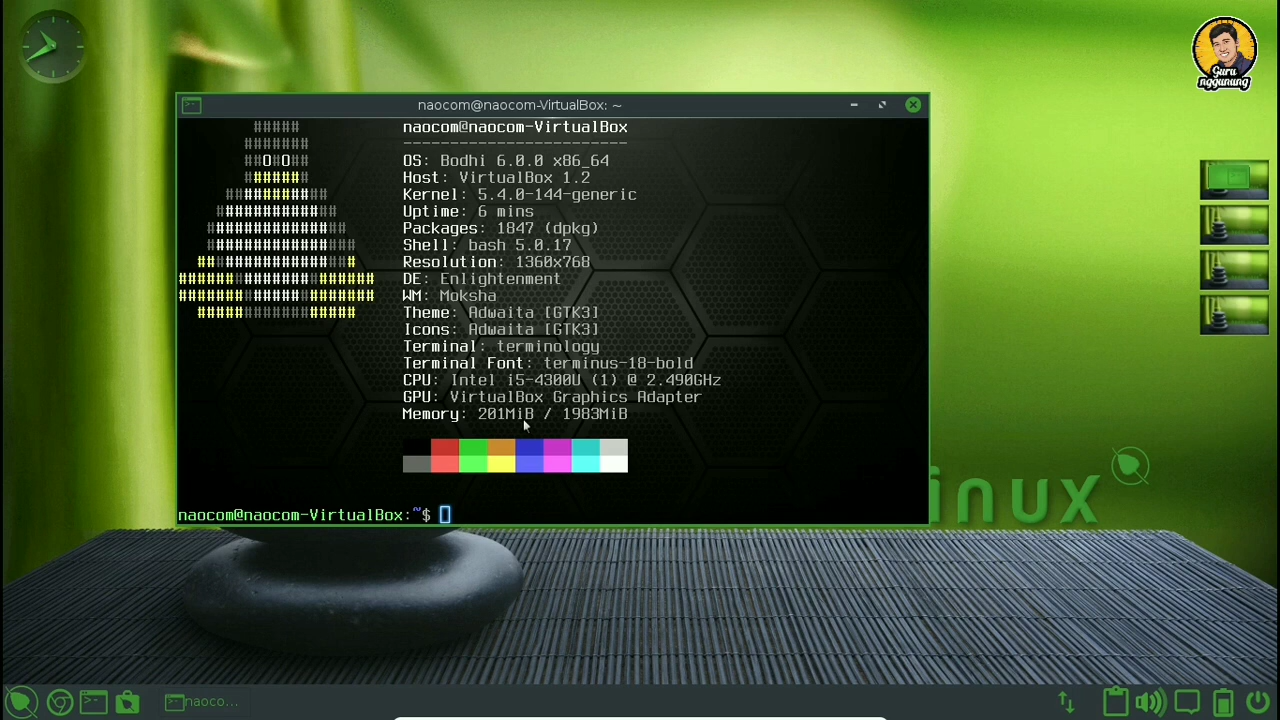 Guru
nggunung
naocom@naocom-VirtualBox: ~
naocom@naocom-VirtualBox
------------------------
OS: Bodhi 6.0.0 x86_64
Host: VirtualBox 1.2
Kernel: 5.4.0-144-generic
Uptime: 6 mins
Packages: 1847 (dpkg)
Shell: bash 5.0.17
Resolution: 1360x768
DE: Enlightenment
WM: Moksha
Theme: Adwaita [GTK3]
Icons: Adwaita [GTK3]
Terminal: terminology
Terminal Font: terminus-18-bold
CPU: Intel i5-4300U (1) @ 2.490GHz
GPU: VirtualBox Graphics Adapter
Memory: 201MiB / 1983MiB
naocom@naocom-VirtualBox:~$
inux
naoco...